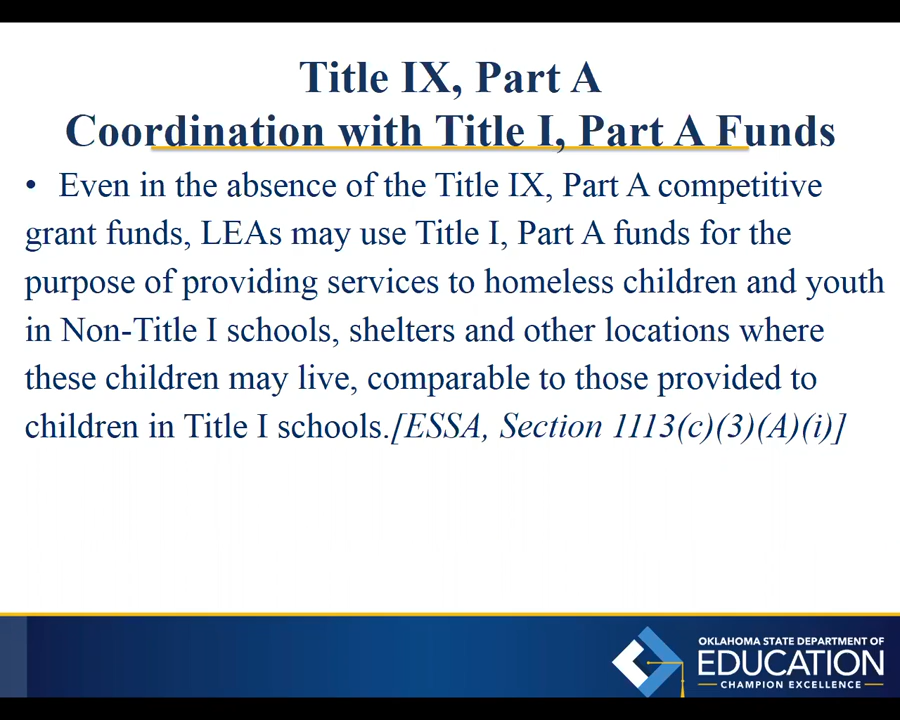 Title IX, Part A
Coordination with Title I, Part A Funds
• Even in the absence of the Title IX, Part A competitive
grant funds, LEAs may use Title I, Part A funds for the
purpose of providing services to homeless children and youth
in Non-Title I schools, shelters and other locations where
these children may live, comparable to those provided to
children in Title I schools.[ESSA, Section 1113(c)(3)(A)(i)]
OKLAHOMA STATE DEPARTMENT OF
EDUCATION
CHAMPION EXCELLENCE